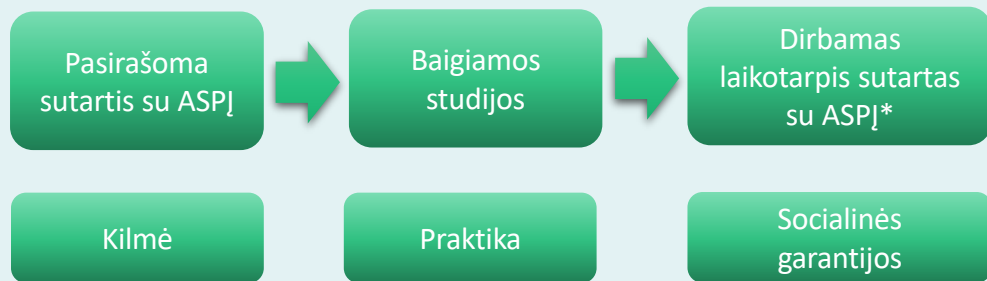 Pasirašoma
sutartis su ASPĮ
Baigiamos
studijos
Dirbamas
laikotarpis sutartas
su ASPĮ*
Kilmė
Praktika
Socialinės
garantijos